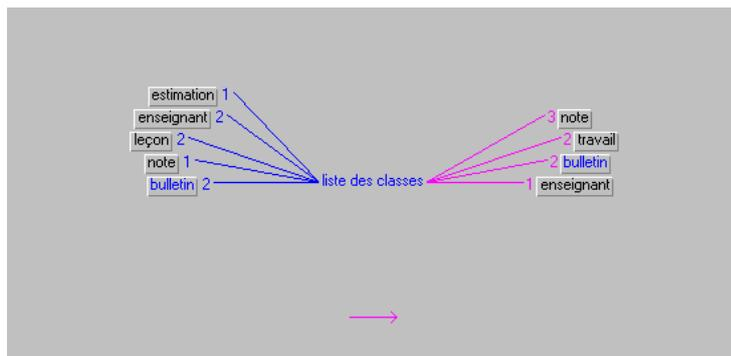 estimation 1
enseignant 2
leçon 2
note 1
bulletin 2
liste des classes
3 note
2 travail
2 bulletin
1 enseignant